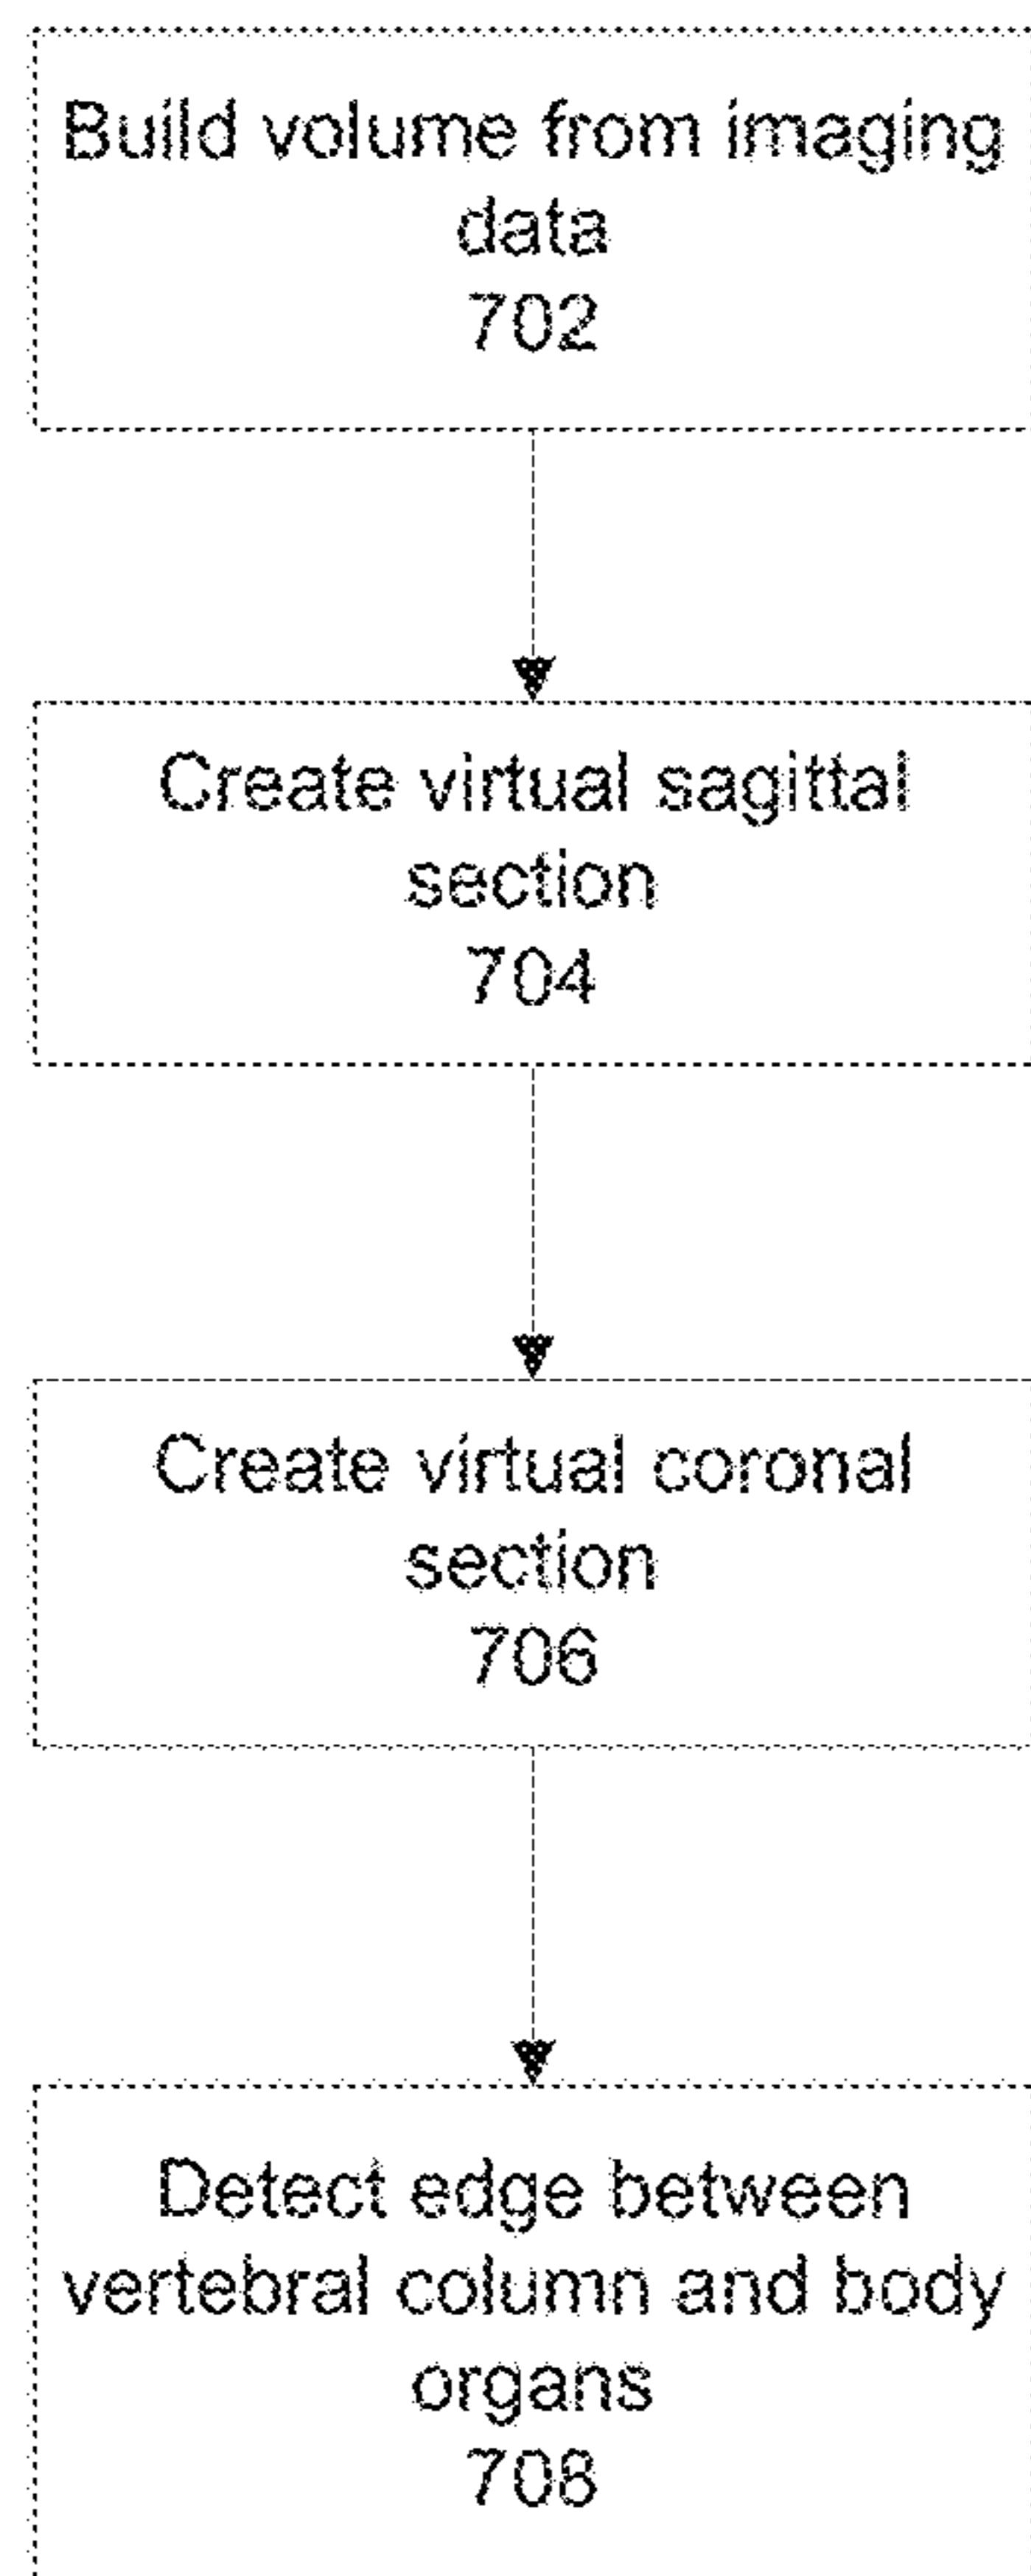 Build volume from imaging
data
702
Create virtual sagittal
section
704
Create virtual coronal
section
706
Detect edge between
vertebral column and body
organs
708